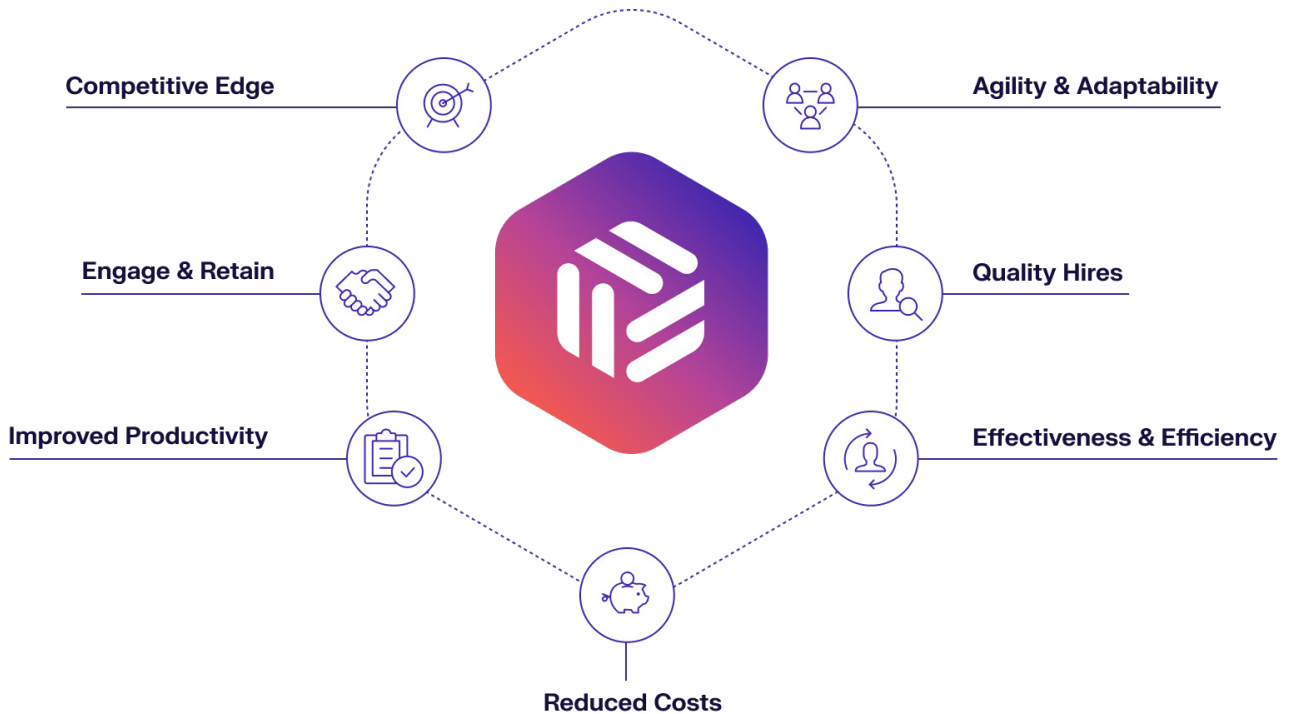 Competitive Edge
Agility & Adaptability
Engage & Retain
Quality Hires
Improved Productivity
Effectiveness & Efficiency
Reduced Costs